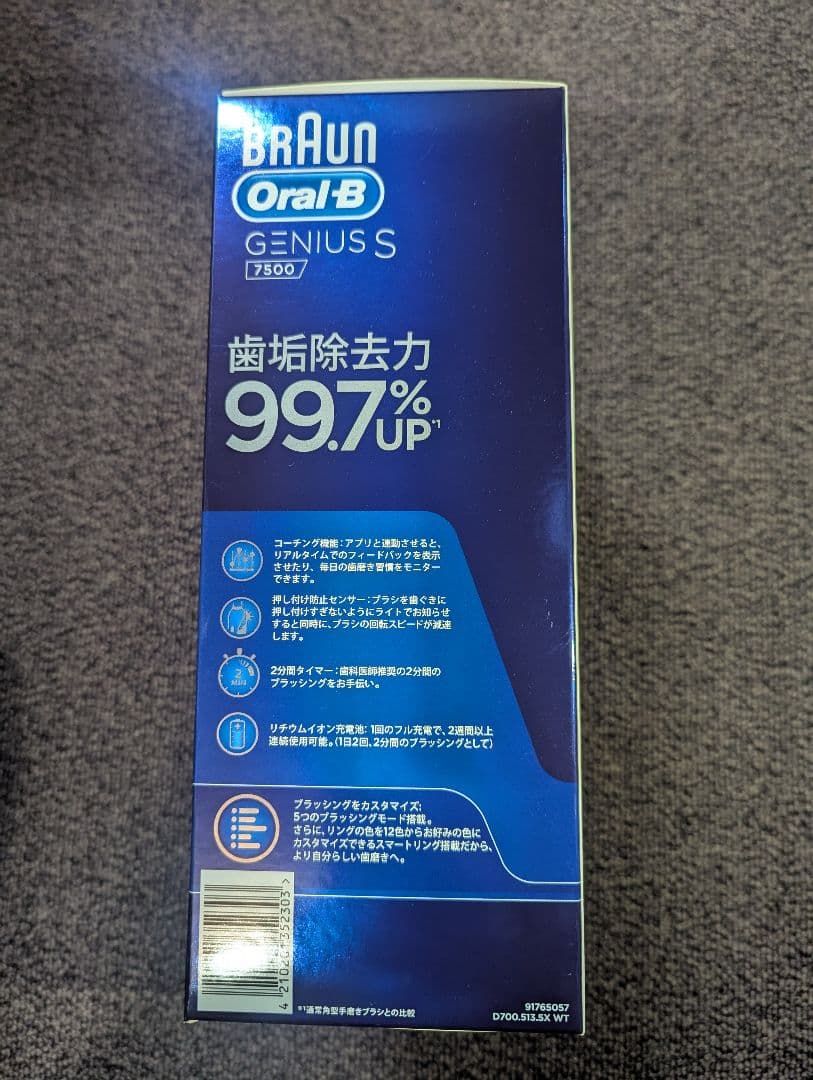 BRAUN
Oral-B
GENIUS S
7500
歯垢除去力
99.7%
UP*1
コーチング機能：アプリと連動させると、
リアルタイムでのフィードバックを表示
させたり、毎日の歯磨き習慣をモニター
できます。
押し付け防止センサー：ブラシを歯ぐきに
押し付けすぎないようにライトでお知らせ
すると同時に、ブラシの回転スピードが減速
します。
2
2分間タイマー：歯科医師推奨の2分間の
ブラッシングをお手伝い。
リチウムイオン充電池：1回のフル充電で、2週間以上
連続使用可能。（1日2回、2分間のブラッシングとして）
ブラッシングをカスタマイズ：
5つのブラッシングモード搭載。
さらに、リングの色を12色からお好みの色に
カスタマイズできるスマートリング搭載だから、
より自分らしい歯磨きへ。
*1通常角型手磨きブラシとの比較
91765057
D700.513.5X WT